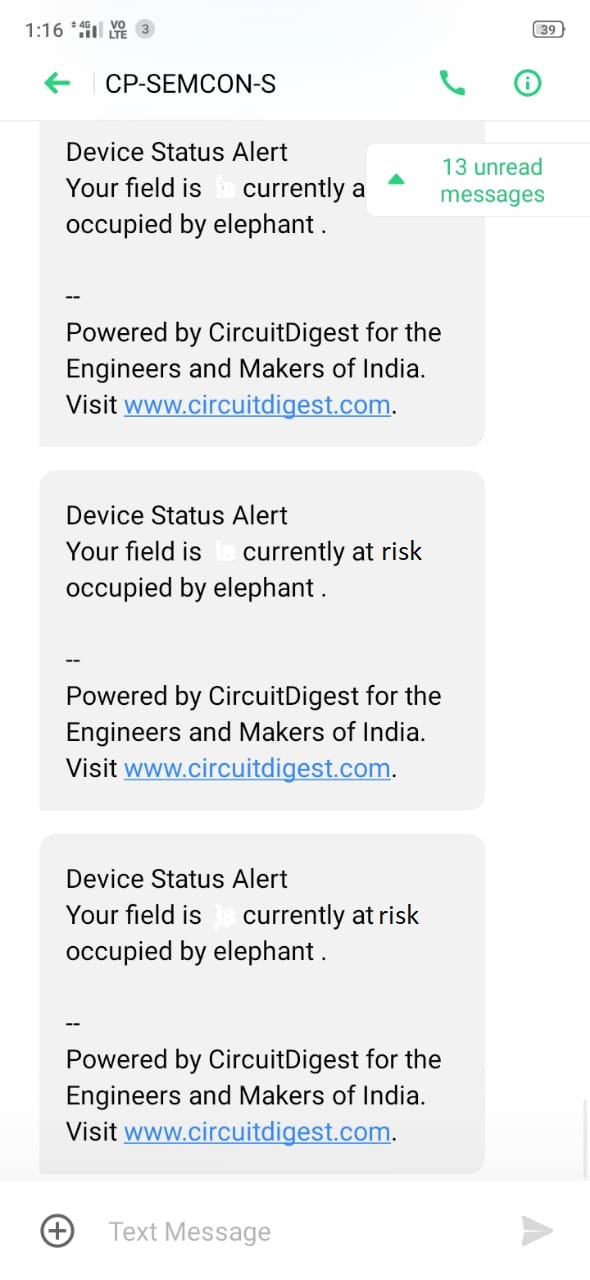 1:16 4G VO LTE 3 39
CP-SEMCON-S
13 unread
messages
Device Status Alert
Your field is currently a
occupied by elephant .
--
Powered by CircuitDigest for the
Engineers and Makers of India.
Visit www.circuitdigest.com.
Device Status Alert
Your field is currently at risk
occupied by elephant .
--
Powered by CircuitDigest for the
Engineers and Makers of India.
Visit www.circuitdigest.com.
Device Status Alert
Your field is currently at risk
occupied by elephant .
--
Powered by CircuitDigest for the
Engineers and Makers of India.
Visit www.circuitdigest.com.
Text Message